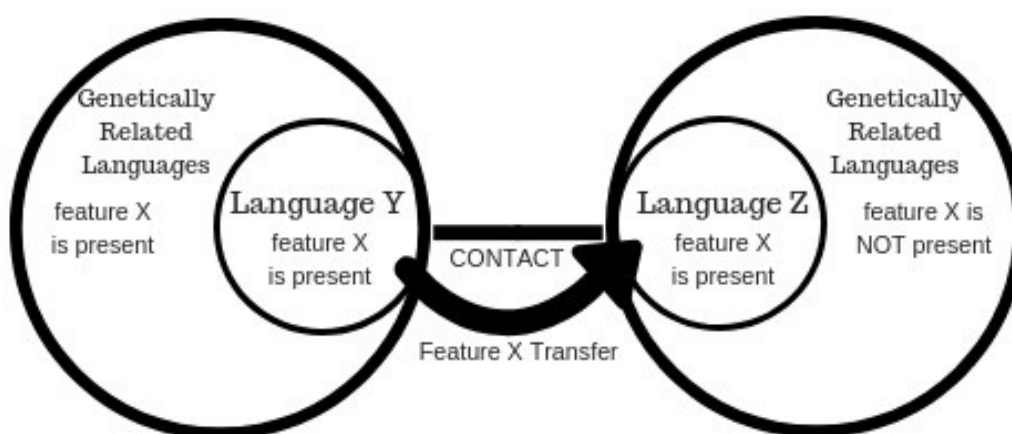 Genetically
Related
Languages
feature X
is present
Language Y
feature X
is present
CONTACT
Feature X Transfer
Language Z
feature X
is present
Genetically
Related
Languages
feature X is
NOT present